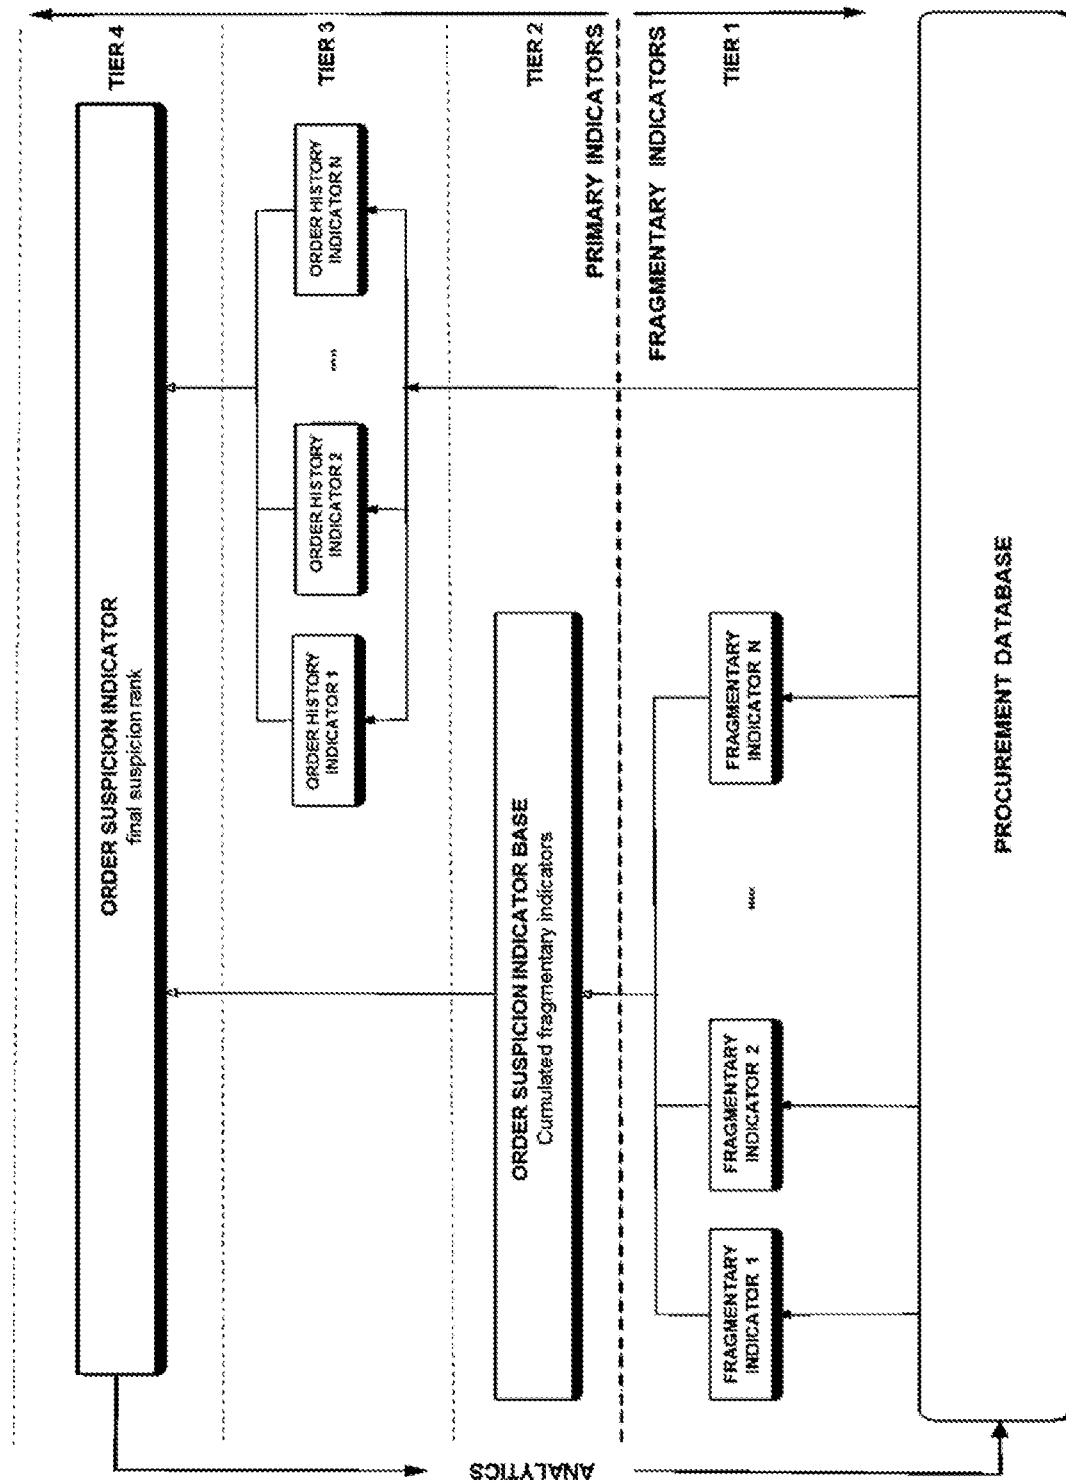 TIER 4
ORDER SUSPICION INDICATOR
final suspicion rank
TIER 3
ORDER HISTORY
INDICATOR 1
ORDER HISTORY
INDICATOR 2
.....
ORDER HISTORY
INDICATOR N
TIER 2
ORDER SUSPICION INDICATOR BASE
Cumulated fragmentary indicators
PRIMARY INDICATORS
FRAGMENTARY INDICATORS
TIER 1
FRAGMENTARY
INDICATOR 1
FRAGMENTARY
INDICATOR 2
.....
FRAGMENTARY
INDICATOR N
PROCUREMENT DATABASE
ANALYTICS